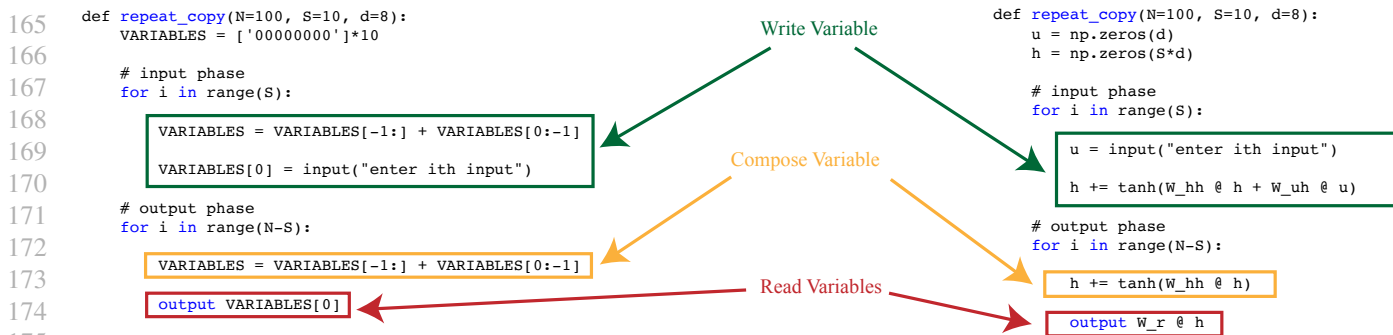 165
166
167
168
169
170
171
172
173
174
def repeat_copy(N=100, S=10, d=8):
VARIABLES = ['00000000']*10
# input phase
for i in range(S):
VARIABLES = VARIABLES[-1:] + VARIABLES[0:-1]
VARIABLES[0] = input("enter ith input")
# output phase
for i in range(N-S):
VARIABLES = VARIABLES[-1:] + VARIABLES[0:-1]
output VARIABLES[0]
Write Variable
Compose Variable
Read Variables
def repeat_copy(N=100, S=10, d=8):
u = np.zeros(d)
h = np.zeros(S*d)
# input phase
for i in range(S):
u = input("enter ith input")
h += tanh(W_hh @ h + W_uh @ u)
# output phase
for i in range(N-S):
h += tanh(W_hh @ h)
output W_r @ h